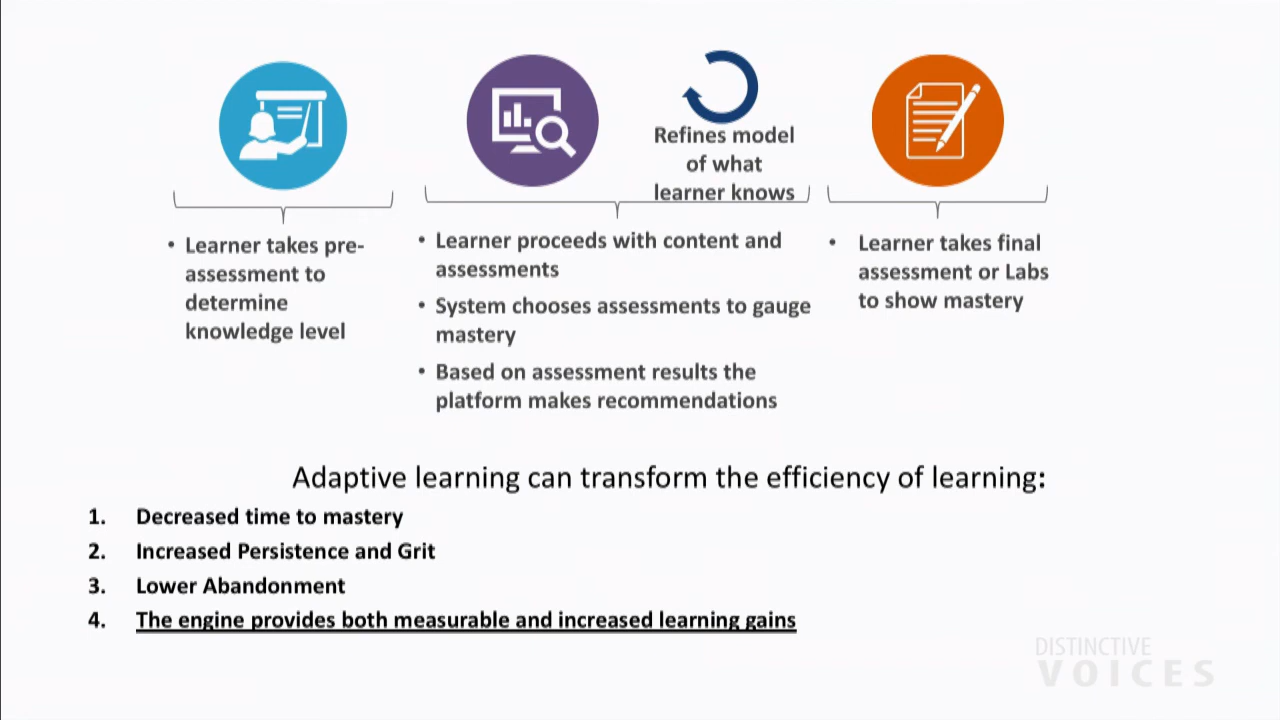 Refines model
of what
learner knows
• Learner takes pre-
assessment to
determine
knowledge level
• Learner proceeds with content and
assessments
• System chooses assessments to gauge
mastery
• Based on assessment results the
platform makes recommendations
• Learner takes final
assessment or Labs
to show mastery
Adaptive learning can transform the efficiency of learning:
1. Decreased time to mastery
2. Increased Persistence and Grit
3. Lower Abandonment
4. The engine provides both measurable and increased learning gains
DISTINCTIVE
VOICES